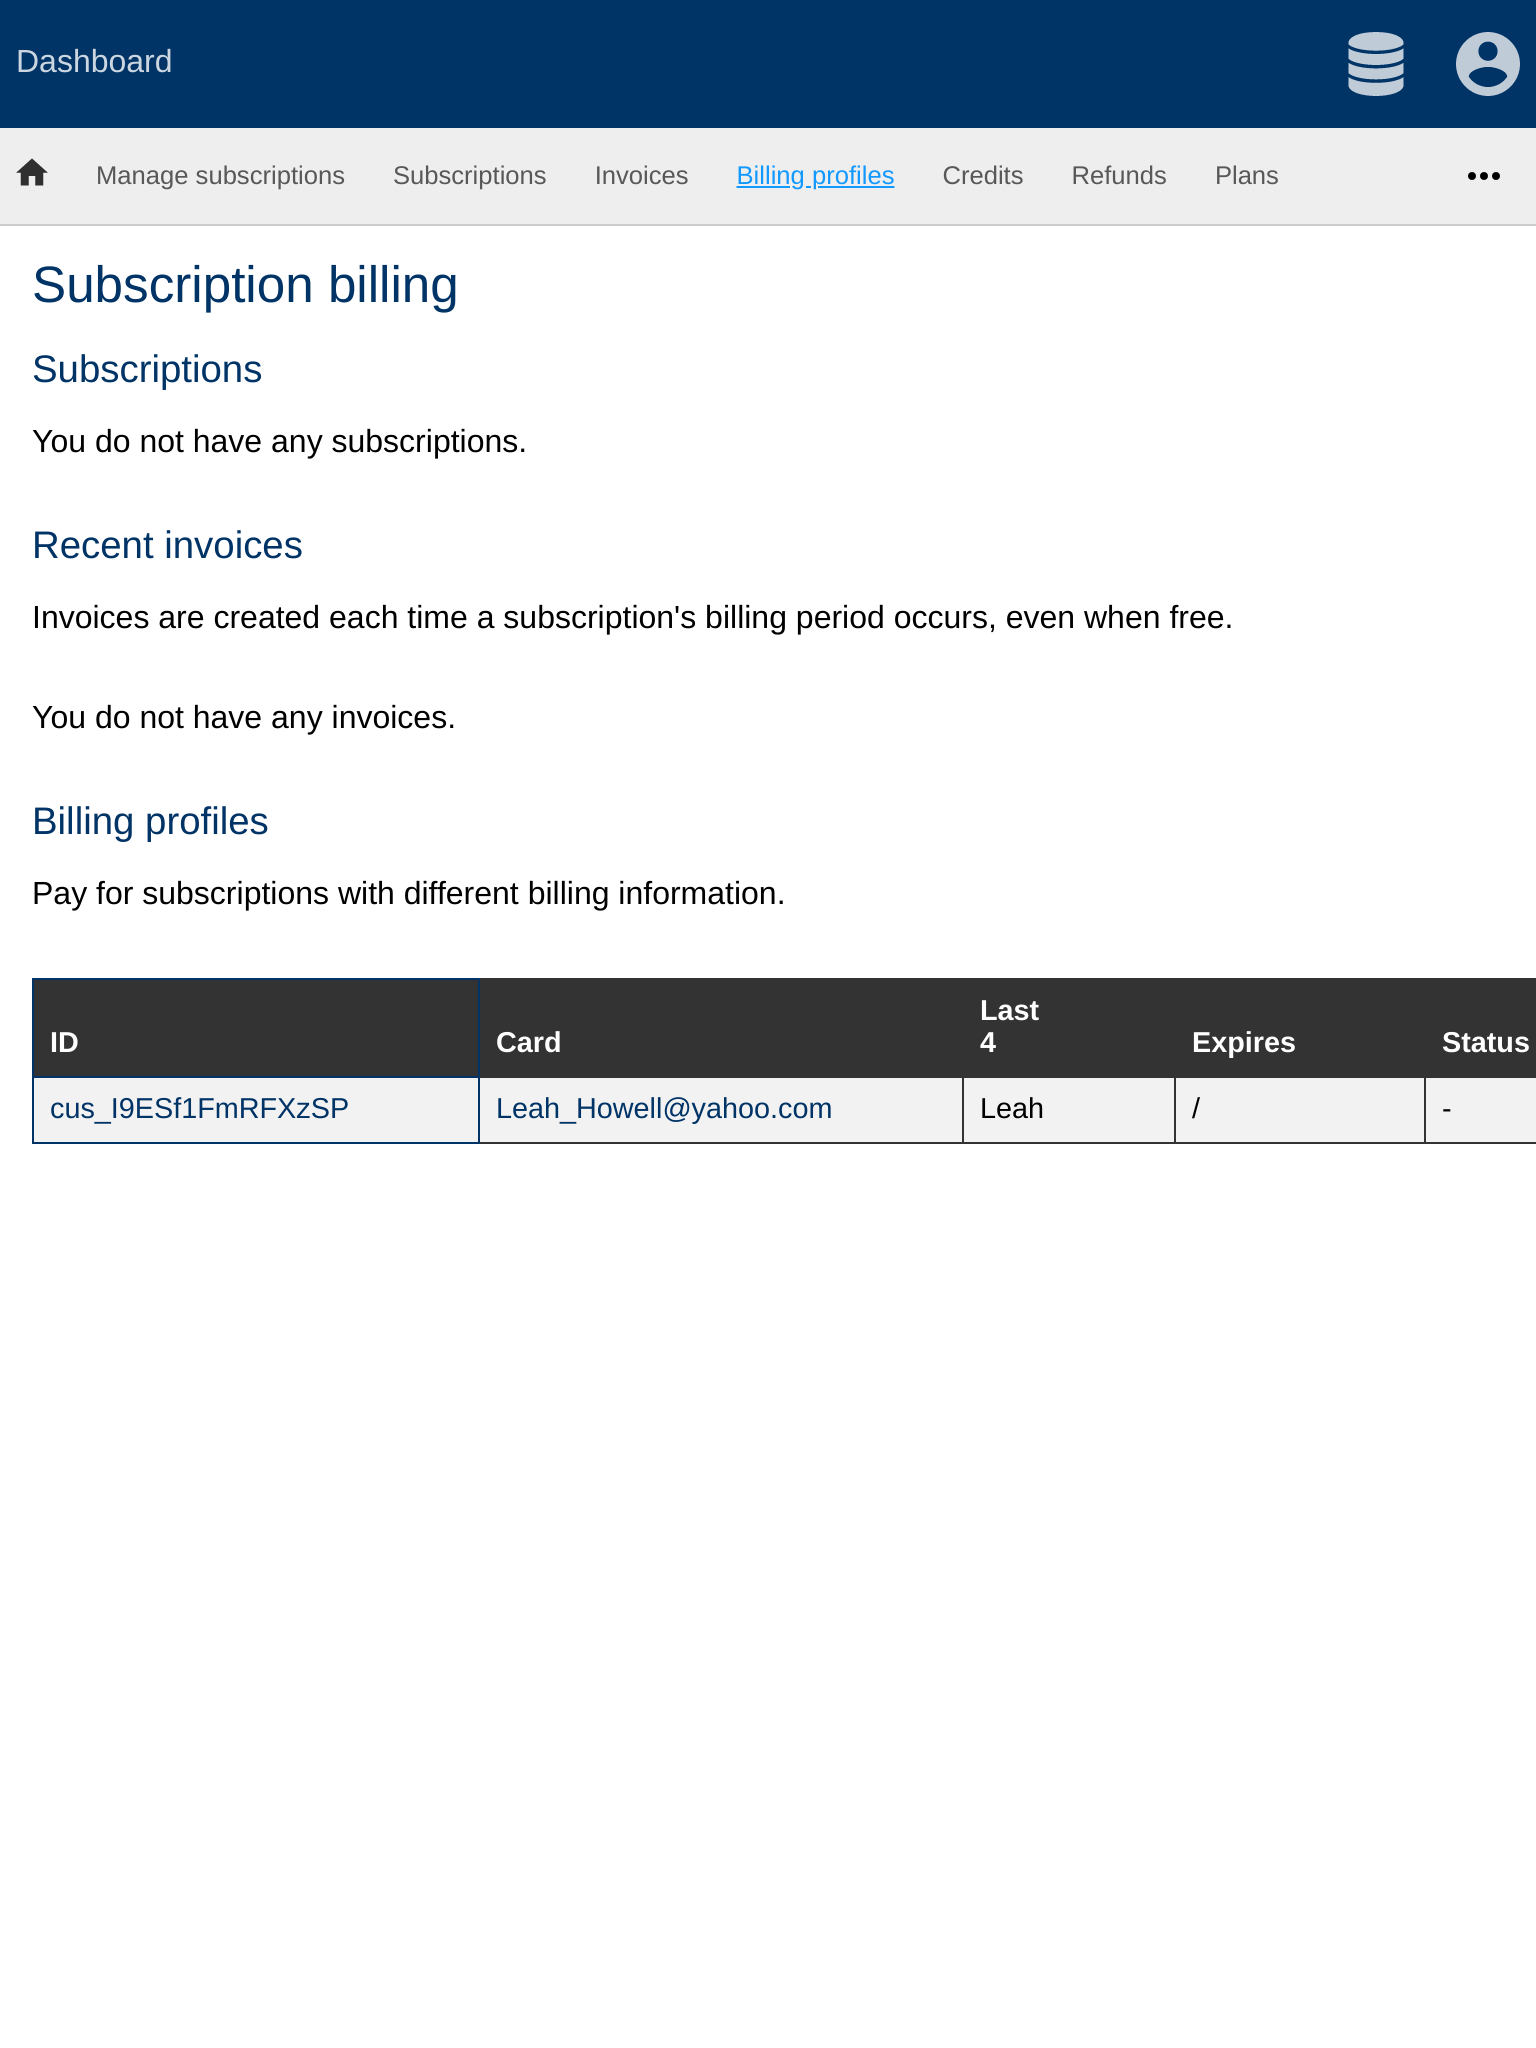 Dashboard
Manage subscriptions Subscriptions Invoices Billing profiles Credits Refunds Plans
Subscription billing
Subscriptions
You do not have any subscriptions.
Recent invoices
Invoices are created each time a subscription's billing period occurs, even when free.
You do not have any invoices.
Billing profiles
Pay for subscriptions with different billing information.
ID Card Last 4 Expires Status
cus_I9ESf1FmRFXzSP Leah_Howell@yahoo.com Leah / -